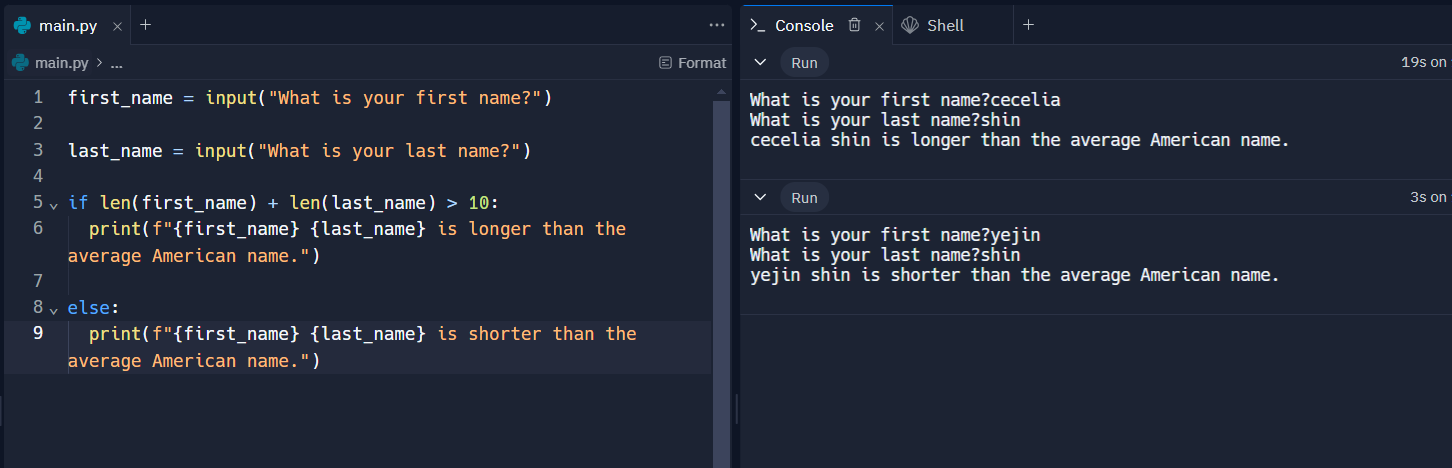 main.py
main.py > ...
Format
1 first_name = input("What is your first name?")
2
3 last_name = input("What is your last name?")
4
5 if len(first_name) + len(last_name) > 10:
6   print(f"{first_name} {last_name} is longer than the
average American name.")
7
8 else:
9   print(f"{first_name} {last_name} is shorter than the
average American name.")
Console
Shell
Run
19s on
What is your first name?cecelia
What is your last name?shin
cecelia shin is longer than the average American name.
Run
3s on
What is your first name?yejin
What is your last name?shin
yejin shin is shorter than the average American name.